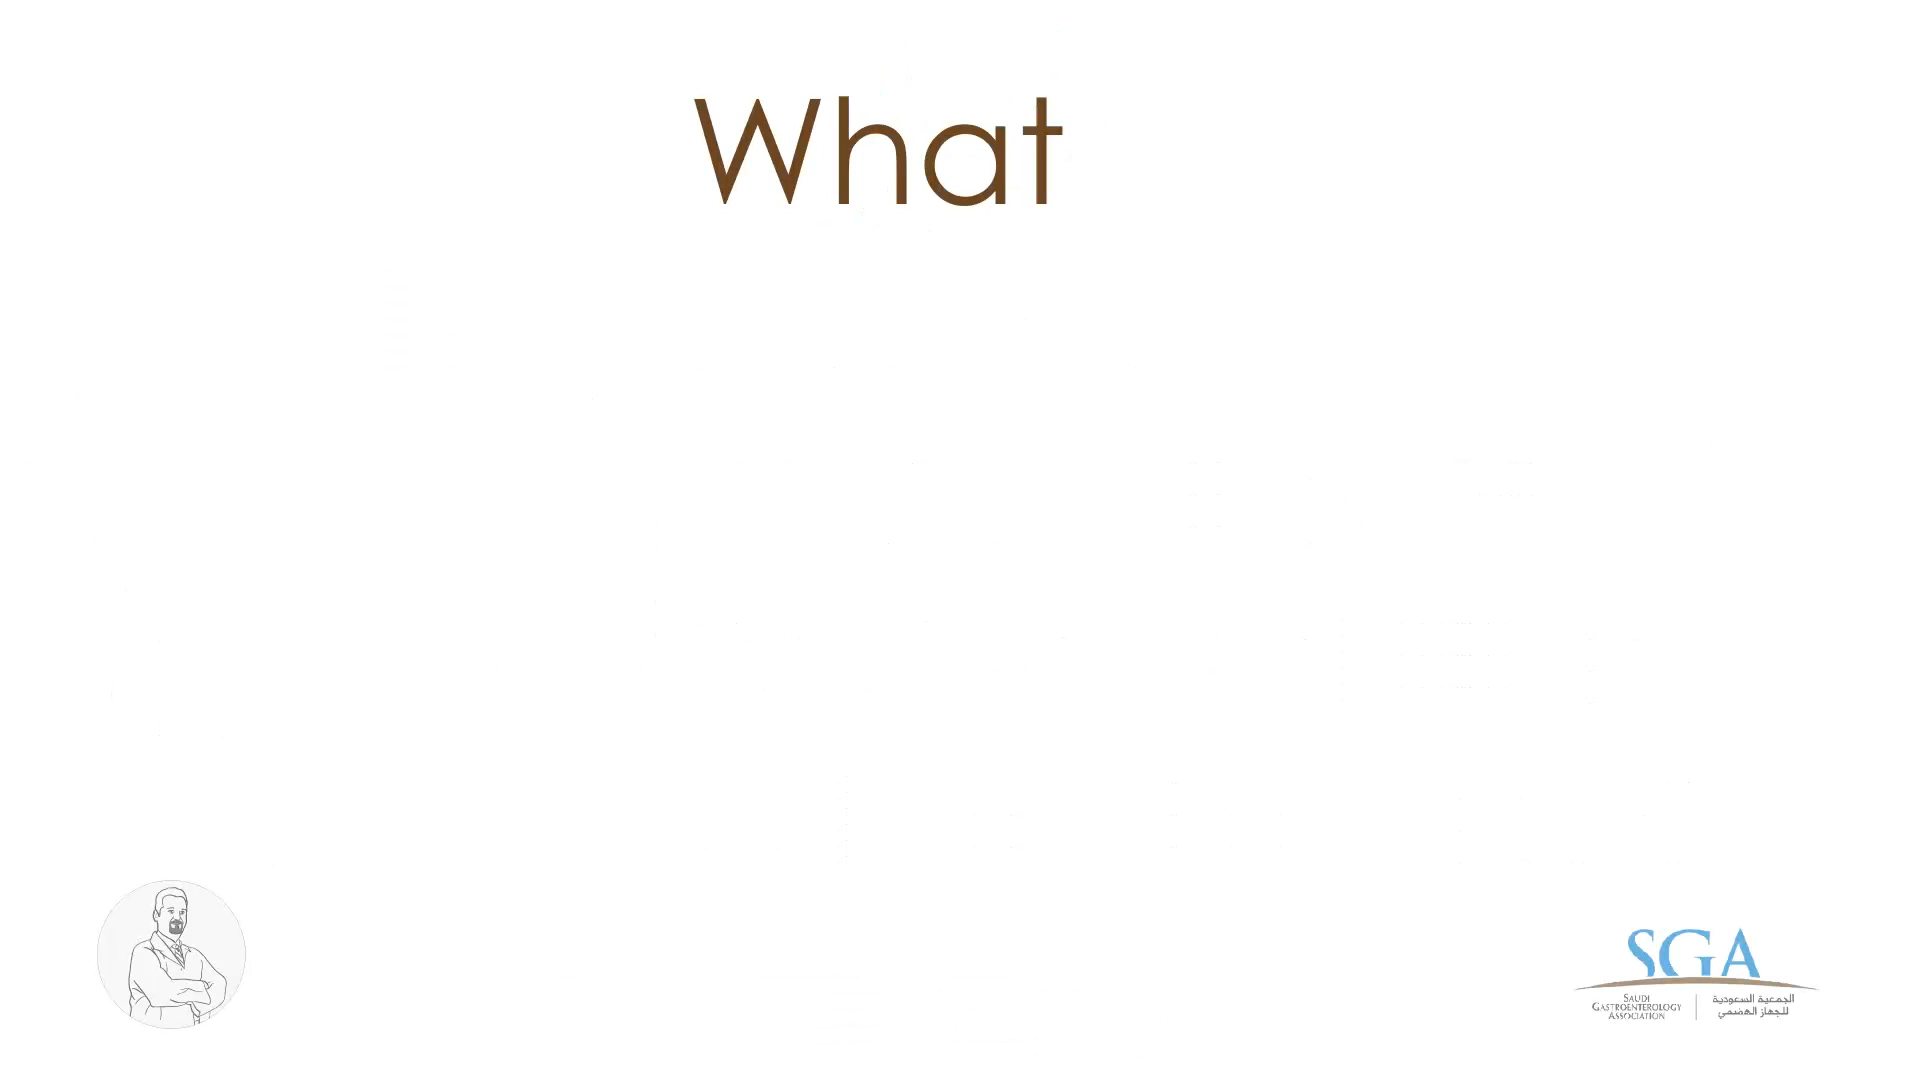 What
SGA
SAUDI
GASTROENTEROLOGY
ASSOCIATION
الجمعية السعودية
للجهاز الهضمي